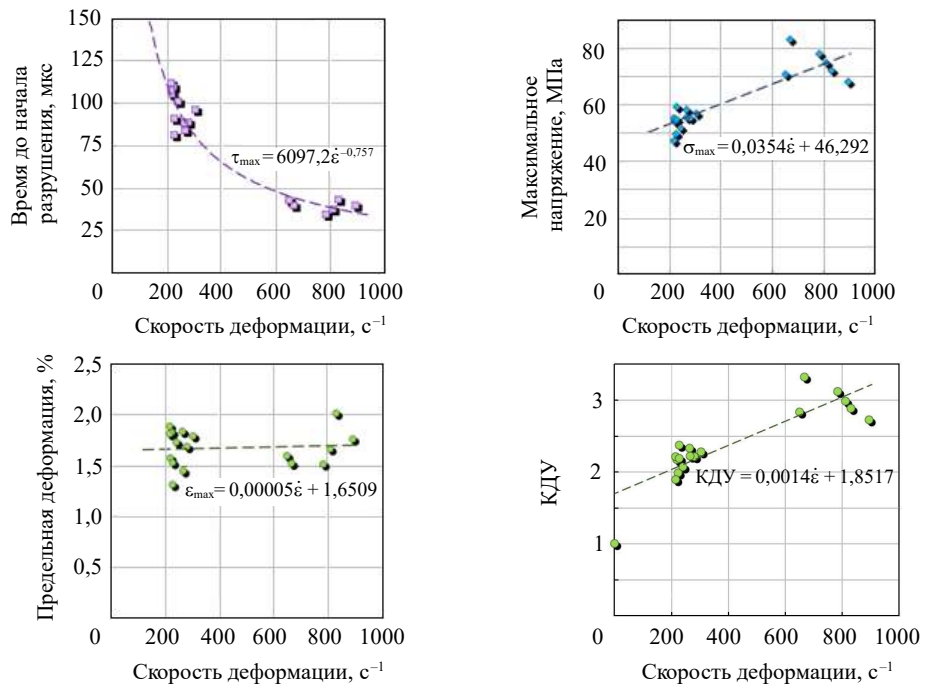 Время до начала
разрушения, мкс
150
125
100
75
50
25
0 200 400 600 800 1000
τmax = 6097,2ε̇^–0,757
Скорость деформации, с⁻¹
Максимальное
напряжение, МПа
80
60
40
20
0 200 400 600 800 1000
σmax = 0,0354ε̇ + 46,292
Скорость деформации, с⁻¹
Предельная деформация, %
2,5
2,0
1,5
1,0
0,5
0 200 400 600 800 1000
εmax = 0,00005ε̇ + 1,6509
Скорость деформации, с⁻¹
КДУ
3
2
1
0 200 400 600 800 1000
КДУ = 0,0014ε̇ + 1,8517
Скорость деформации, с⁻¹